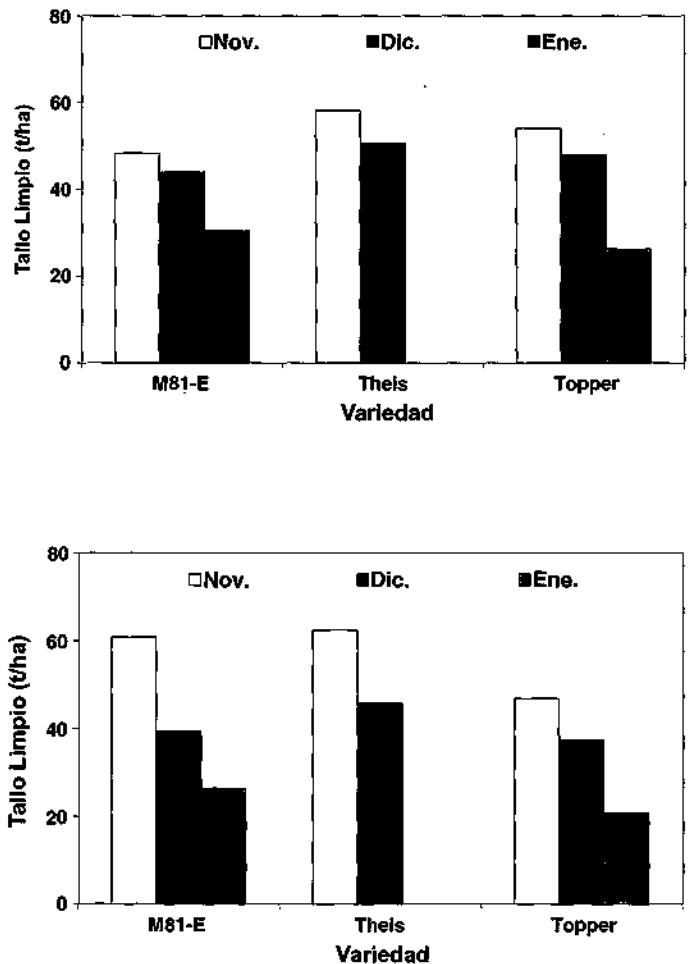 80
Nov. Dic. Ene.
60
40
20
0
Tallo Limpio (t/ha)
M81-E Theis Topper
Variedad
80
Nov. Dic. Ene.
60
40
20
0
Tallo Limpio (t/ha)
M81-E Theis Topper
Variedad